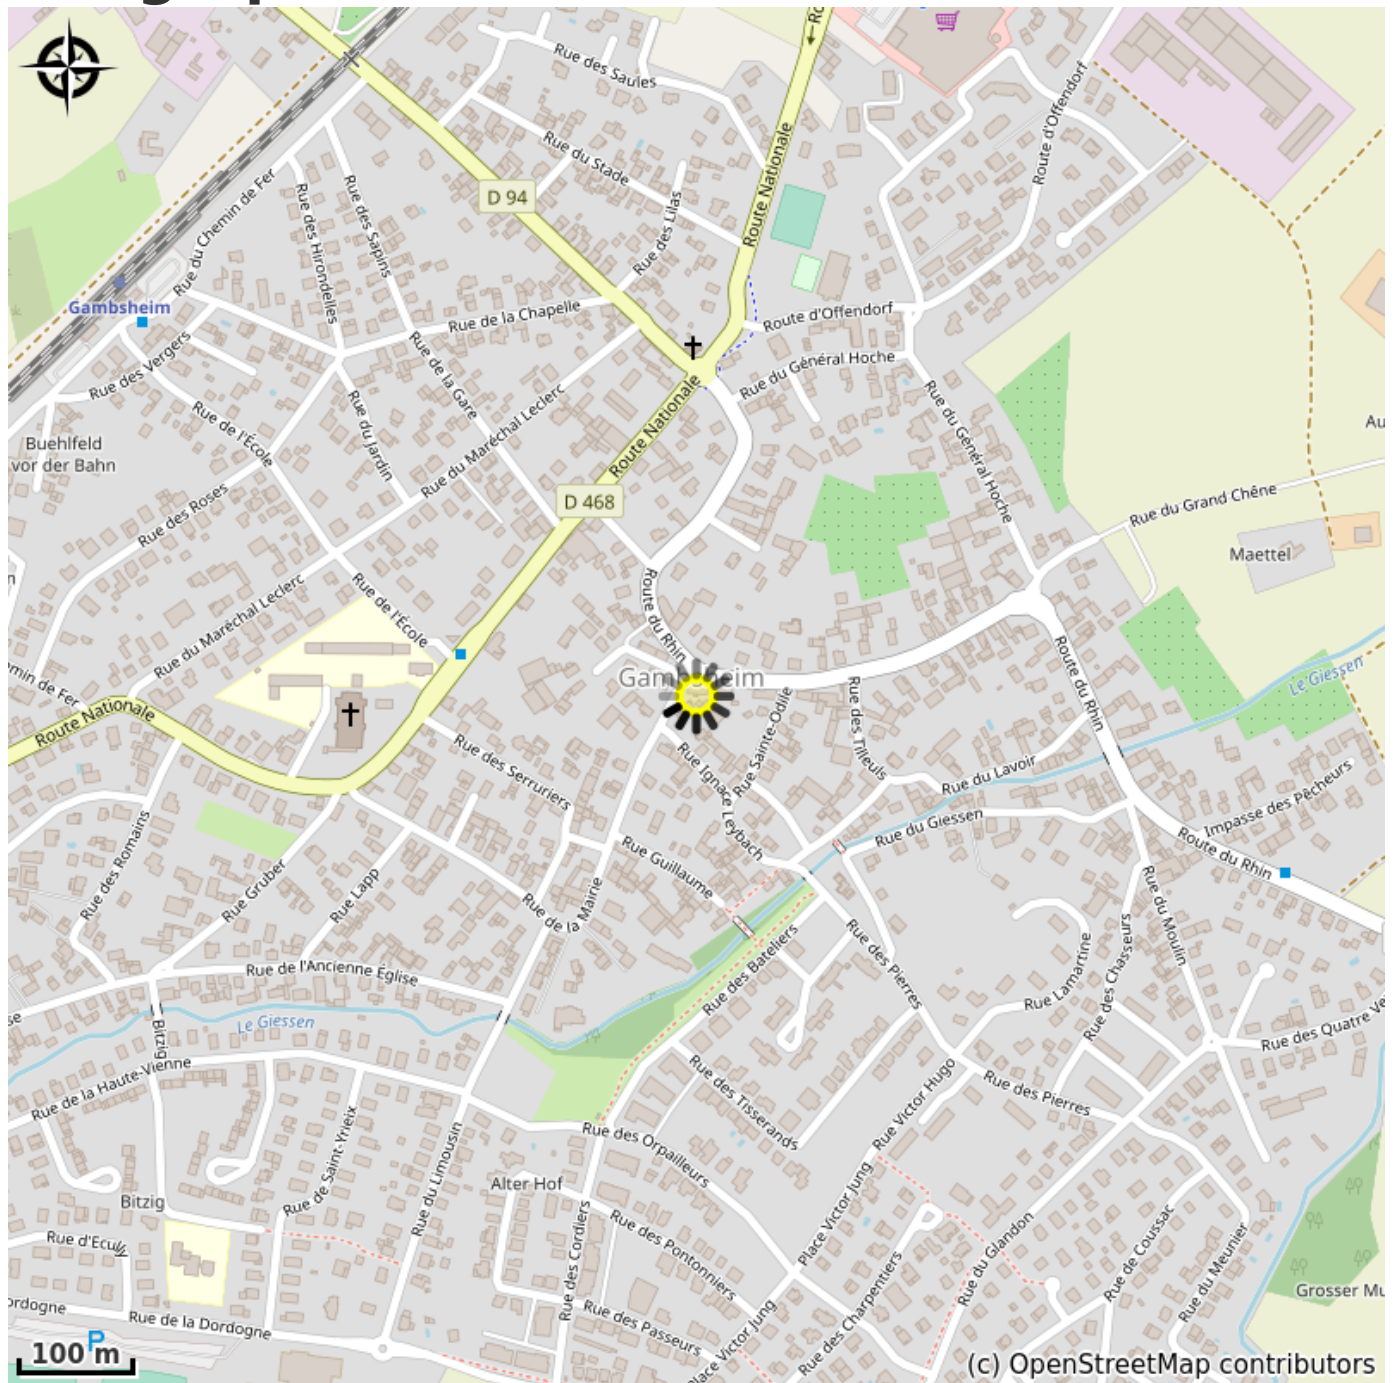 Rue des Saules
Route d'Offendorf
Rue du Stade
Route Nationale
D 94
Rue du Chemin de Fer
Rue des Hirondelles
Rue des Sapins
Rue des Lilas
Gambsheim
Rue de la Chapelle
Route d'Offendorf
Rue des Vergers
Rue de la Gare
Rue du Général Hoche
Route Nationale
Rue de l'École
Rue du Jardin
Rue du Maréchal Leclerc
Rue du Général Hoche
Buehlfeld
vor der Bahn
Rue des Roses
D 468
Rue du Grand Chêne
Maettel
Rue du Maréchal Leclerc
Rue de l'École
Route du Rhin
Route du Rhin
Le Giessen
emin de Fer
Route Nationale
Rue des Serruriers
Rue Ignace Leybach
Rue Sainte-Odile
Rue des Tilleuls
Rue du Lavoir
Impasse des Pêcheurs
Rue des Romains
Rue Gruber
Rue Lapp
Rue de la Mairie
Rue Guillaume
Rue du Giessen
Route du Rhin
Rue du Moulin
Rue de l'Ancienne Église
Le Giessen
Bitzig
Rue des Bateliers
Rue des Pierres
Rue Lamartine
Rue des Chasseurs
Rue des Quatre Ve
Rue de la Haute-Vienne
Rue de Saint-Yrieix
Rue du Limousin
Rue des Tisserands
Rue Victor Hugo
Rue des Pierres
Rue des Orpailleurs
Alter Hof
Bitzig
Rue d'Ecully
Rue des Cordiers
Rue des Pontonniers
Place Victor Jung
Rue des Charpentiers
Rue du Glandon
Rue de Coussac
Rue du Meunier
Grosser Mu
ordogne
Rue de la Dordogne
Rue des Passeurs
Place Victor Jung
P
100 m
(c) OpenStreetMap contributors